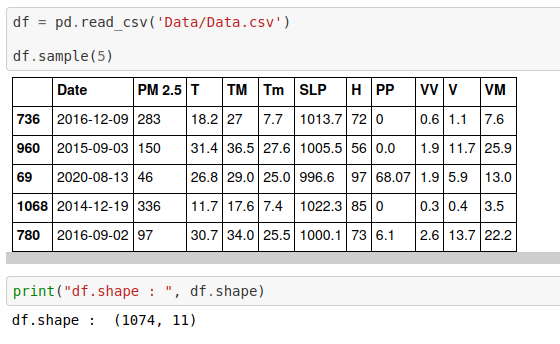 df = pd.read_csv('Data/Data.csv')
df.sample(5)
Date PM 2.5 T TM Tm SLP H PP VV V VM
736 2016-12-09 283 18.2 27 7.7 1013.7 72 0 0.6 1.1 7.6
960 2015-09-03 150 31.4 36.5 27.6 1005.5 56 0.0 1.9 11.7 25.9
69 2020-08-13 46 26.8 29.0 25.0 996.6 97 68.07 1.9 5.9 13.0
1068 2014-12-19 336 11.7 17.6 7.4 1022.3 85 0 0.3 0.4 3.5
780 2016-09-02 97 30.7 34.0 25.5 1000.1 73 6.1 2.6 13.7 22.2
print("df.shape : ", df.shape)
df.shape :  (1074, 11)